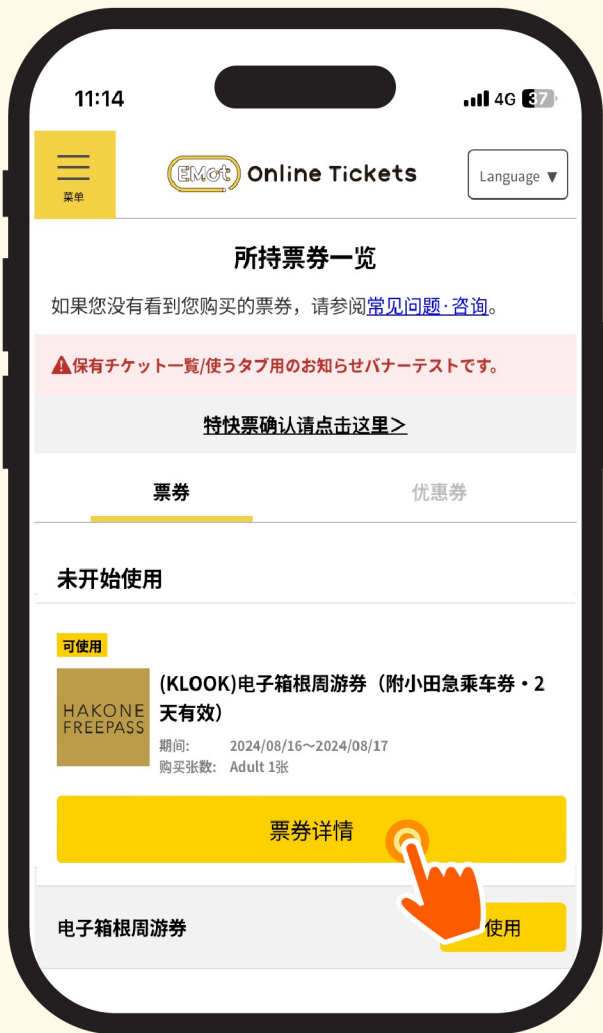 11:14
4G 37
菜单
EMot Online Tickets
Language ▼
所持票券一览
如果您没有看到您购买的票券，请参阅常见问题·咨询。
保有チケット一覧/使うタブ用のお知らせバナーテストです。
特快票确认请点击这里＞
票券
优惠券
未开始使用
可使用
HAKONE
FREEPASS
(KLOOK)电子箱根周游券（附小田急乘车券・2
天有效）
期间: 2024/08/16～2024/08/17
购买张数: Adult 1张
票券详情
电子箱根周游券
使用